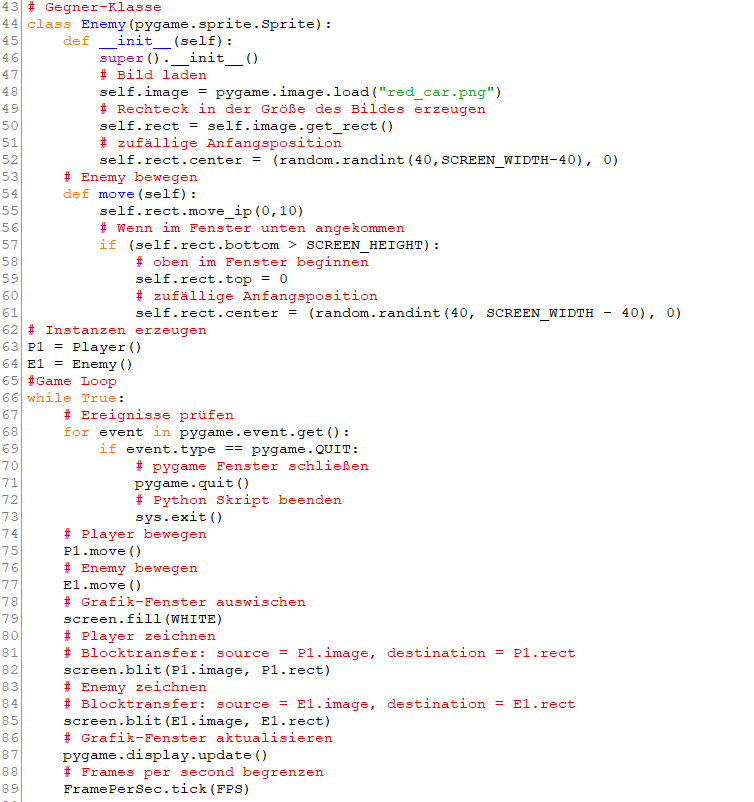 43 # Gegner-Klasse
44 class Enemy(pygame.sprite.Sprite):
45     def __init__(self):
46         super().__init__()
47         # Bild laden
48         self.image = pygame.image.load("red_car.png")
49         # Rechteck in der Größe des Bildes erzeugen
50         self.rect = self.image.get_rect()
51         # zufällige Anfangsposition
52         self.rect.center = (random.randint(40,SCREEN_WIDTH-40), 0)
53     # Enemy bewegen
54     def move(self):
55         self.rect.move_ip(0,10)
56         # Wenn im Fenster unten angekommen
57         if (self.rect.bottom > SCREEN_HEIGHT):
58             # oben im Fenster beginnen
59             self.rect.top = 0
60             # zufällige Anfangsposition
61             self.rect.center = (random.randint(40, SCREEN_WIDTH - 40), 0)
62 # Instanzen erzeugen
63 P1 = Player()
64 E1 = Enemy()
65 #Game Loop
66 while True:
67     # Ereignisse prüfen
68     for event in pygame.event.get():
69         if event.type == pygame.QUIT:
70             # pygame Fenster schließen
71             pygame.quit()
72             # Python Skript beenden
73             sys.exit()
74     # Player bewegen
75     P1.move()
76     # Enemy bewegen
77     E1.move()
78     # Grafik-Fenster auswischen
79     screen.fill(WHITE)
80     # Player zeichnen
81     # Blocktransfer: source = P1.image, destination = P1.rect
82     screen.blit(P1.image, P1.rect)
83     # Enemy zeichnen
84     # Blocktransfer: source = E1.image, destination = E1.rect
85     screen.blit(E1.image, E1.rect)
86     # Grafik-Fenster aktualisieren
87     pygame.display.update()
88     # Frames per second begrenzen
89     FramePerSec.tick(FPS)